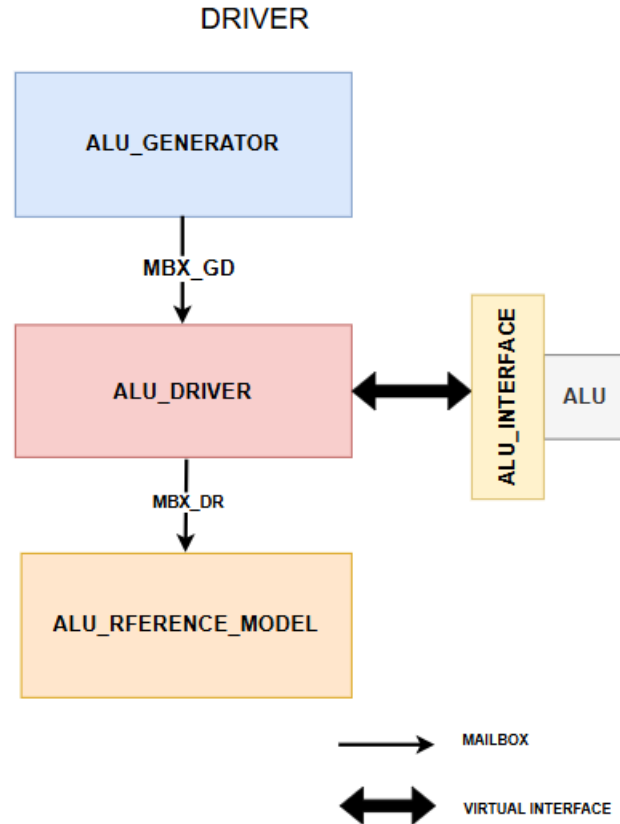 DRIVER
ALU_GENERATOR
MBX_GD
ALU_DRIVER
ALU_INTERFACE
ALU
MBX_DR
ALU_RFERENCE_MODEL
MAILBOX
VIRTUAL INTERFACE